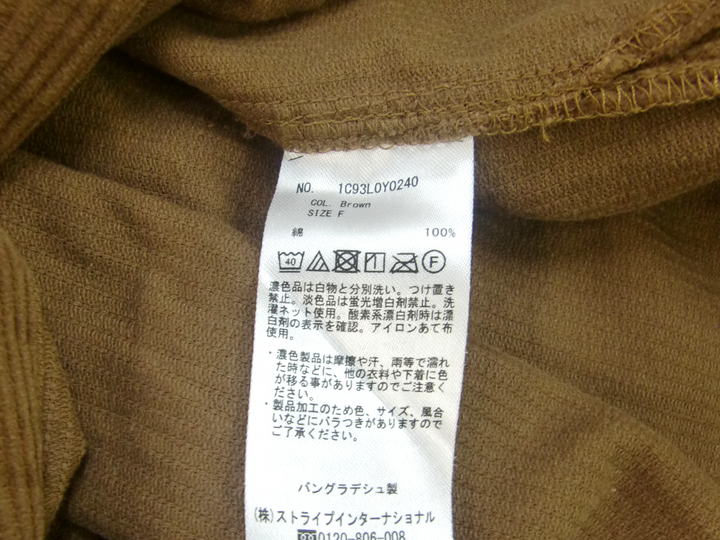 NO. 1C93L0Y0240
COL. Brown
SIZE F
綿 100%
40 F
濃色品は白物と分別洗い。つけ置き
禁止。淡色品は蛍光増白剤禁止。洗
濯ネット使用。酸素系漂白剤時は漂
白剤の表示を確認。アイロンあて布
使用。
・濃色製品は摩擦や汗、雨等で濡れ
た時などに、他の衣料や下着に色
が移る事がありますのでご注意く
ださい。
・製品加工のため色、サイズ、風合
いなどにバラつきがありますので
ご了承ください。
バングラデシュ製
(株)ストライプインターナショナル
0120-806-008